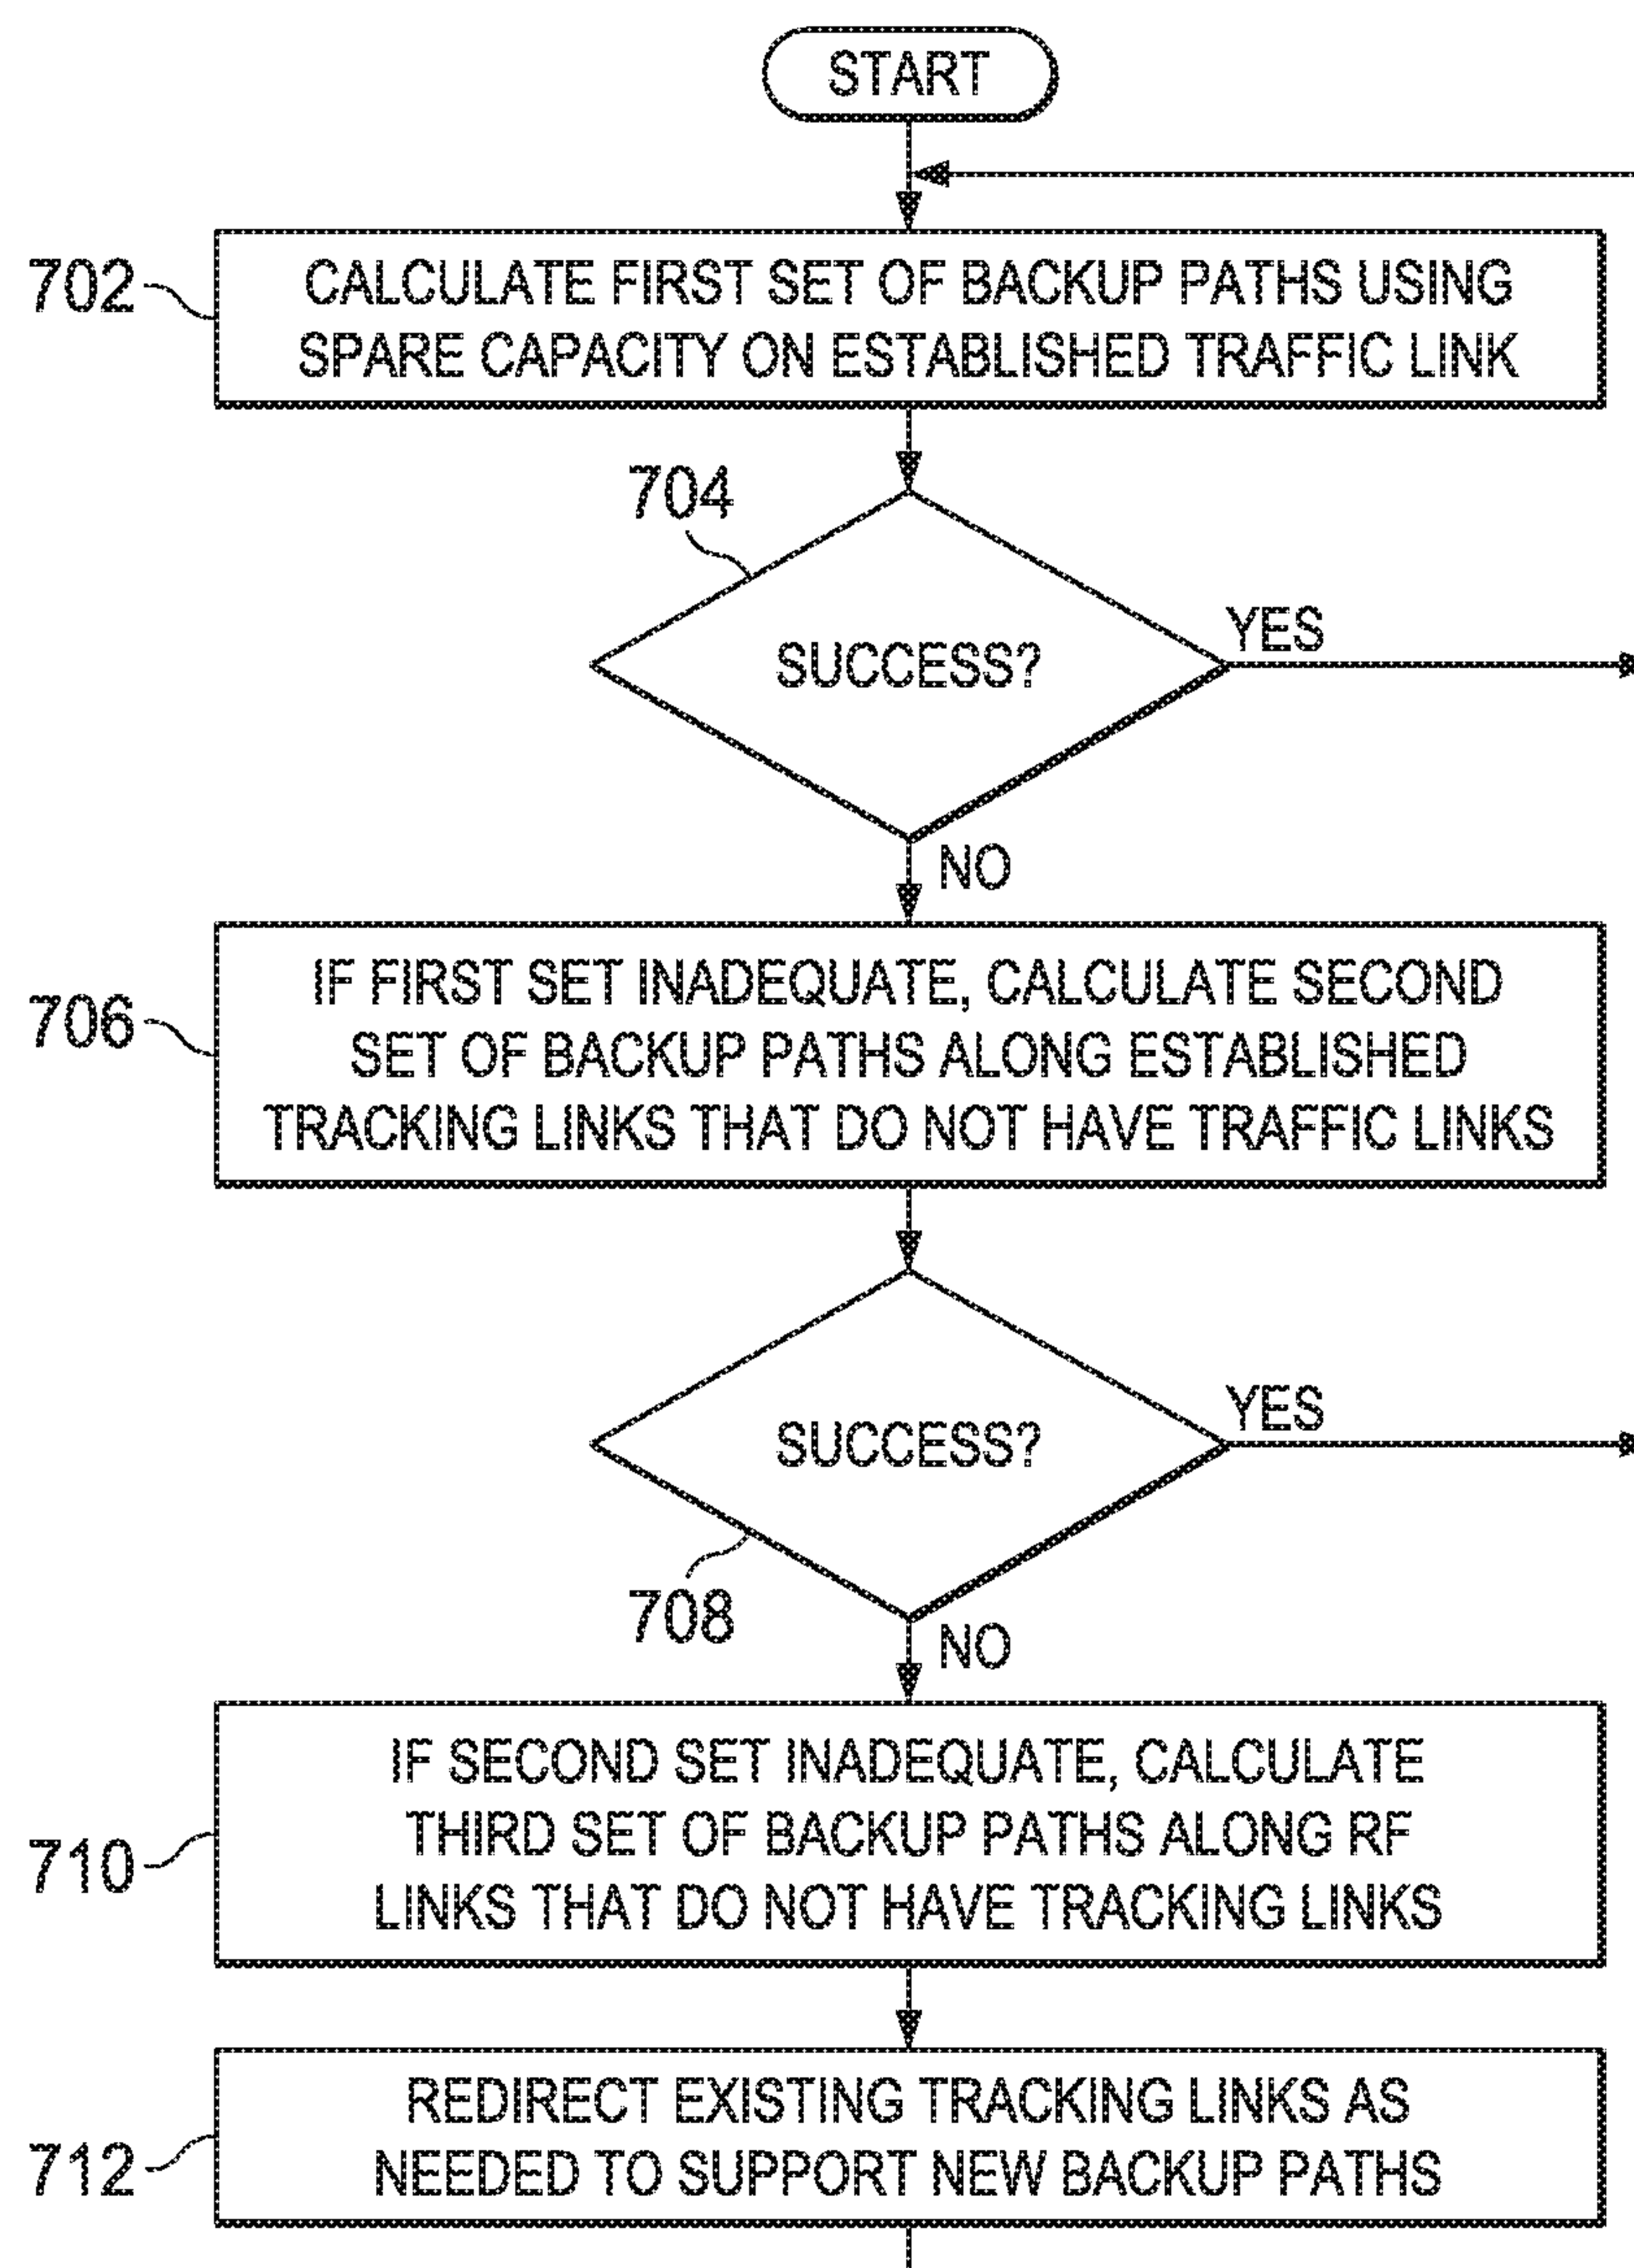 START
702
CALCULATE FIRST SET OF BACKUP PATHS USING
SPARE CAPACITY ON ESTABLISHED TRAFFIC LINK
704
SUCCESS?
YES
NO
706
IF FIRST SET INADEQUATE, CALCULATE SECOND
SET OF BACKUP PATHS ALONG ESTABLISHED
TRACKING LINKS THAT DO NOT HAVE TRAFFIC LINKS
SUCCESS?
YES
708
NO
710
IF SECOND SET INADEQUATE, CALCULATE
THIRD SET OF BACKUP PATHS ALONG RF
LINKS THAT DO NOT HAVE TRACKING LINKS
712
REDIRECT EXISTING TRACKING LINKS AS
NEEDED TO SUPPORT NEW BACKUP PATHS